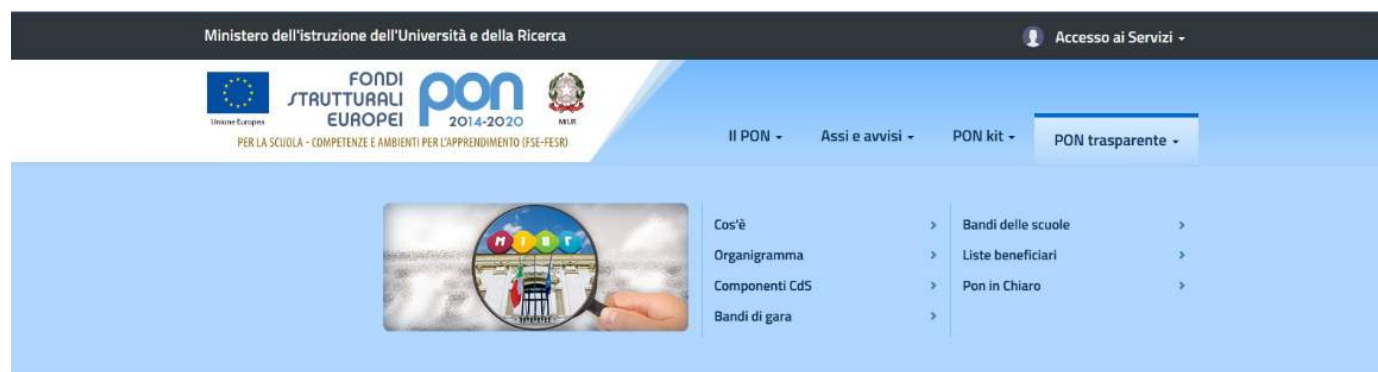 Ministero dell'istruzione dell'Università e della Ricerca
Accesso ai Servizi
Unione Europea
FONDI
STRUTTURALI
EUROPEI
pon
2014-2020
MIUR
PER LA SCUOLA - COMPETENZE E AMBIENTI PER L'APPRENDIMENTO (FSE-FESR)
Il PON
Assi e avvisi
PON kit
PON trasparente
MIUR
Cos'è
Organigramma
Componenti CdS
Bandi di gara
Bandi delle scuole
Liste beneficiari
Pon in Chiaro